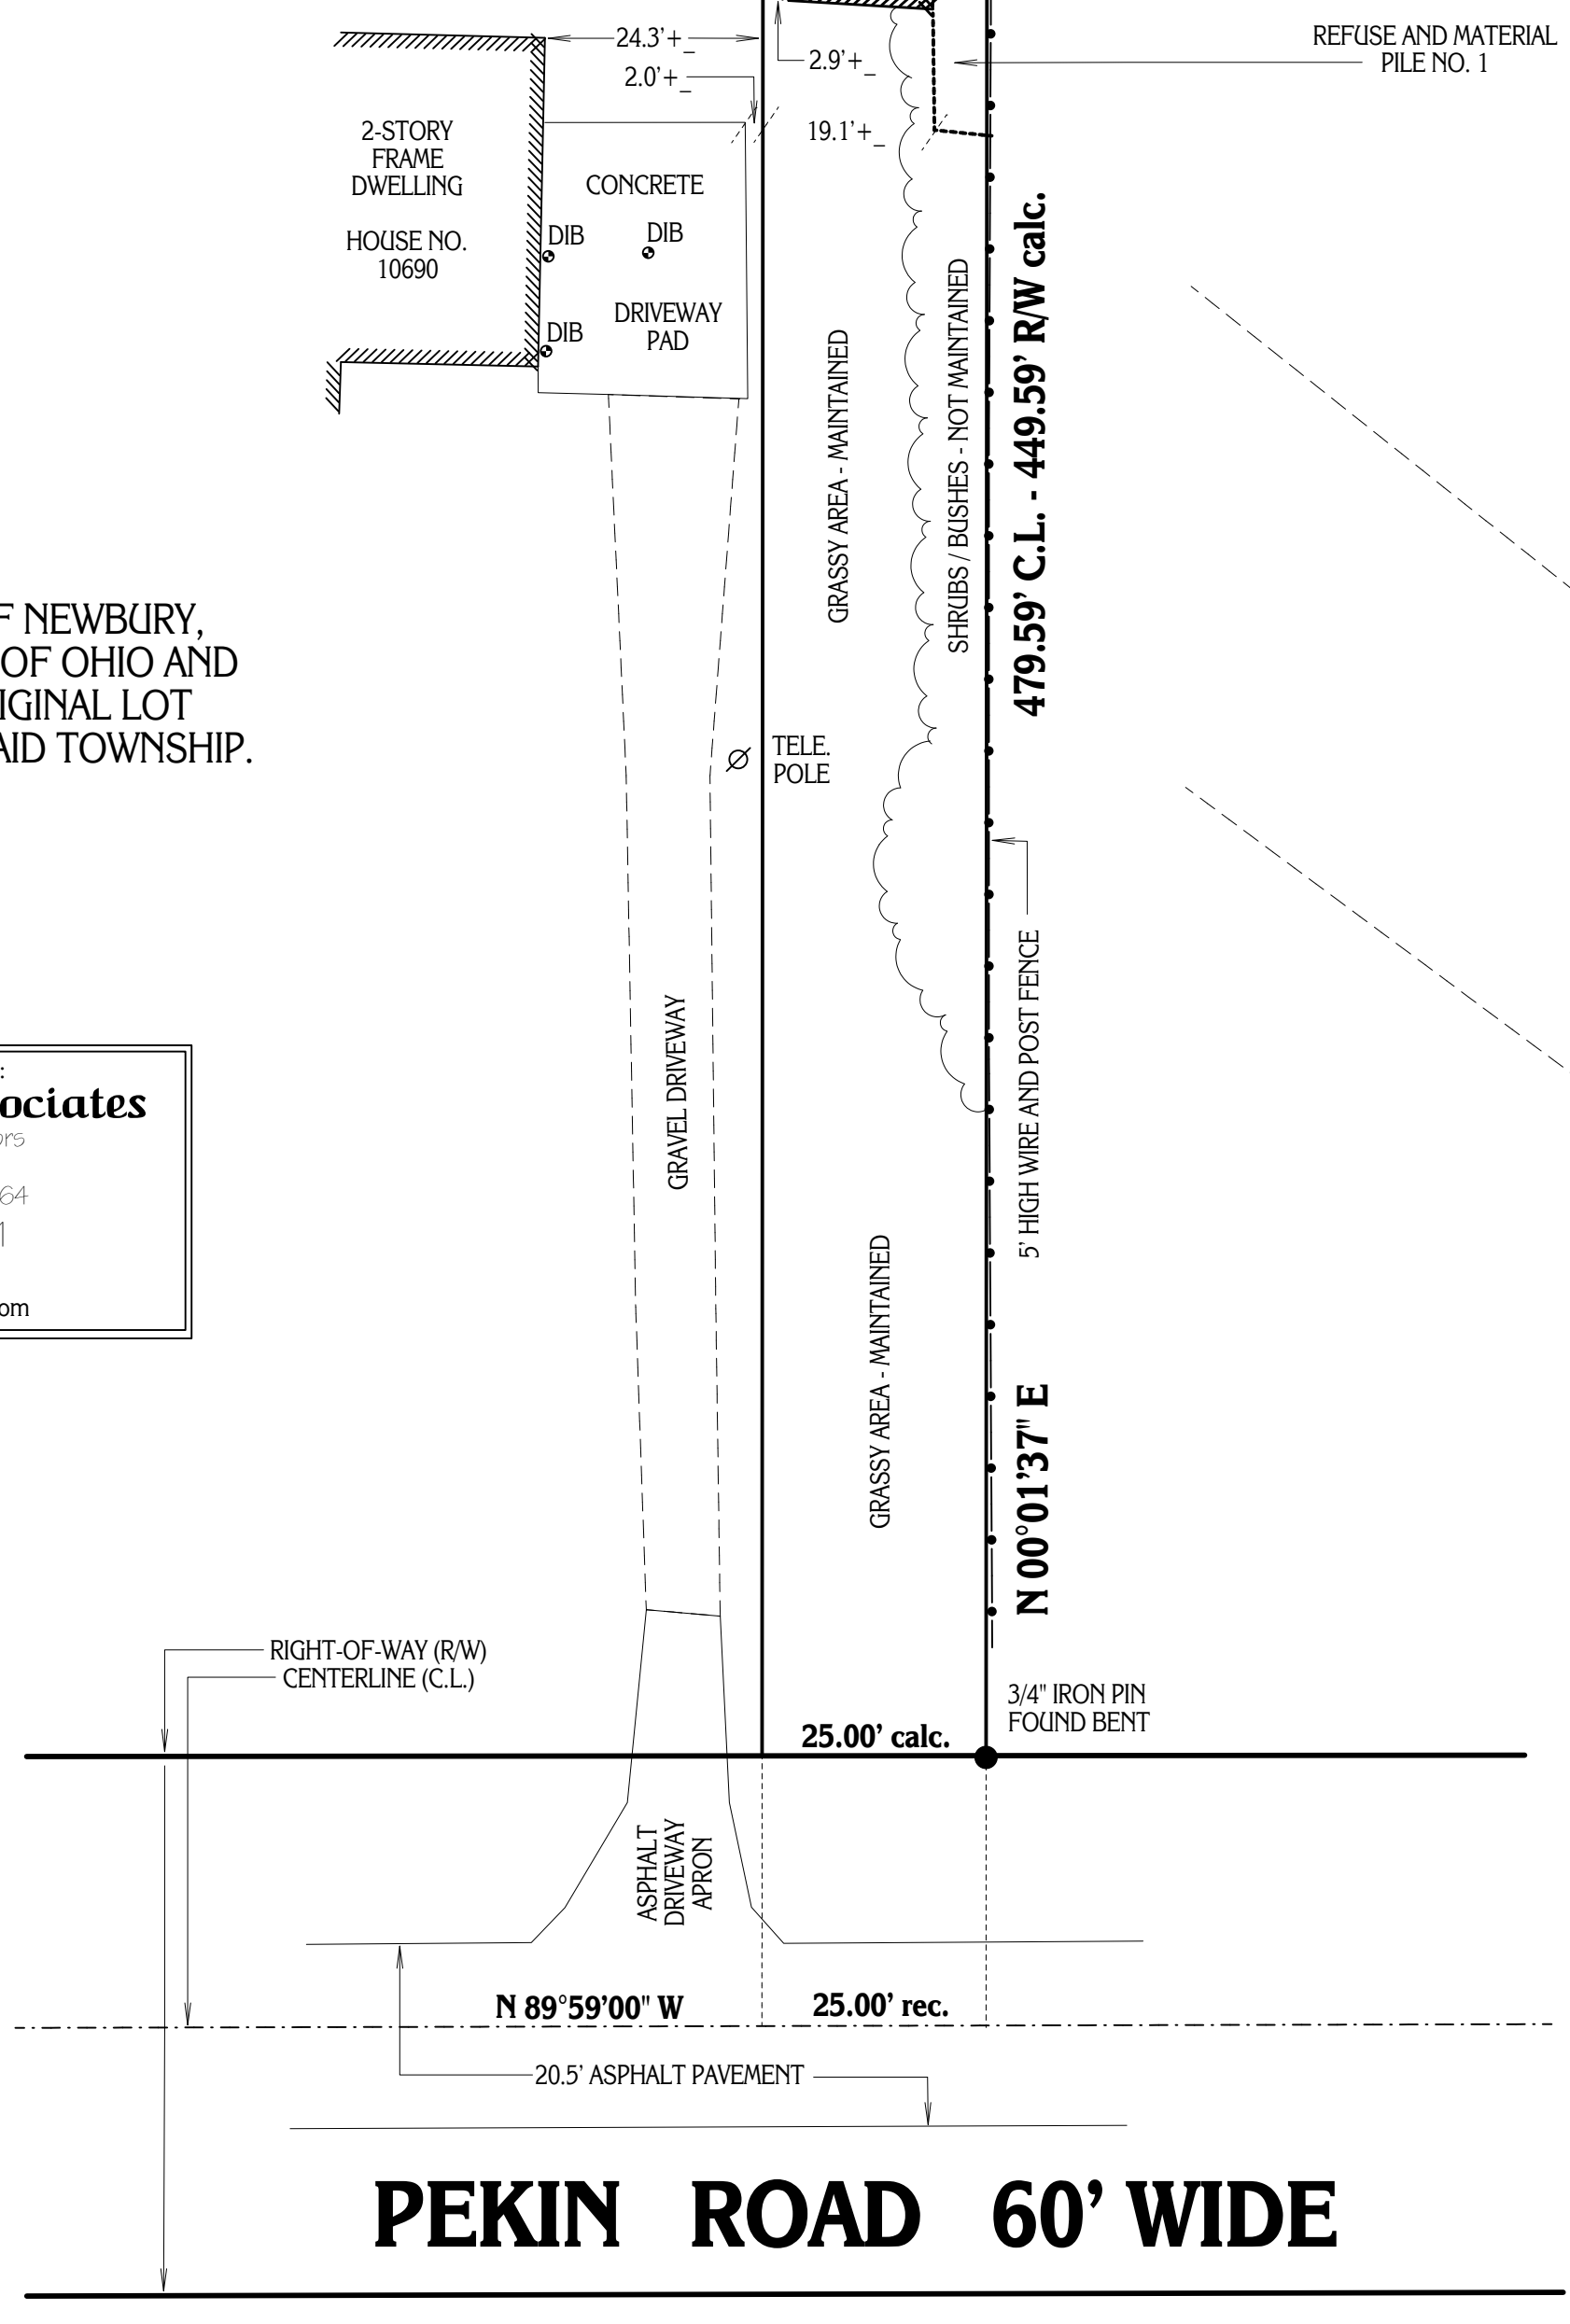 24.3'+_
2.0'+_
2.9'+_
19.1'+_
REFUSE AND MATERIAL
PILE NO. 1
2-STORY
FRAME
DWELLING
HOUSE NO.
10690
CONCRETE
DIB
DIB
DIB
DRIVEWAY
PAD
GRASSY AREA - MAINTAINED
SHRUBS / BUSHES - NOT MAINTAINED
479.59' C.L. - 449.59' R/W calc.
NEWBURY,
OF OHIO AND
LOT
TOWNSHIP.
TELE.
POLE
GRAVEL DRIVEWAY
5' HIGH WIRE AND POST FENCE
64
GRASSY AREA - MAINTAINED
N 00°01'37" E
RIGHT-OF-WAY (R/W)
CENTERLINE (C.L.)
3/4" IRON PIN
FOUND BENT
25.00' calc.
ASPHALT
DRIVEWAY
APRON
N 89°59'00" W
25.00' rec.
20.5' ASPHALT PAVEMENT
PEKIN ROAD 60' WIDE